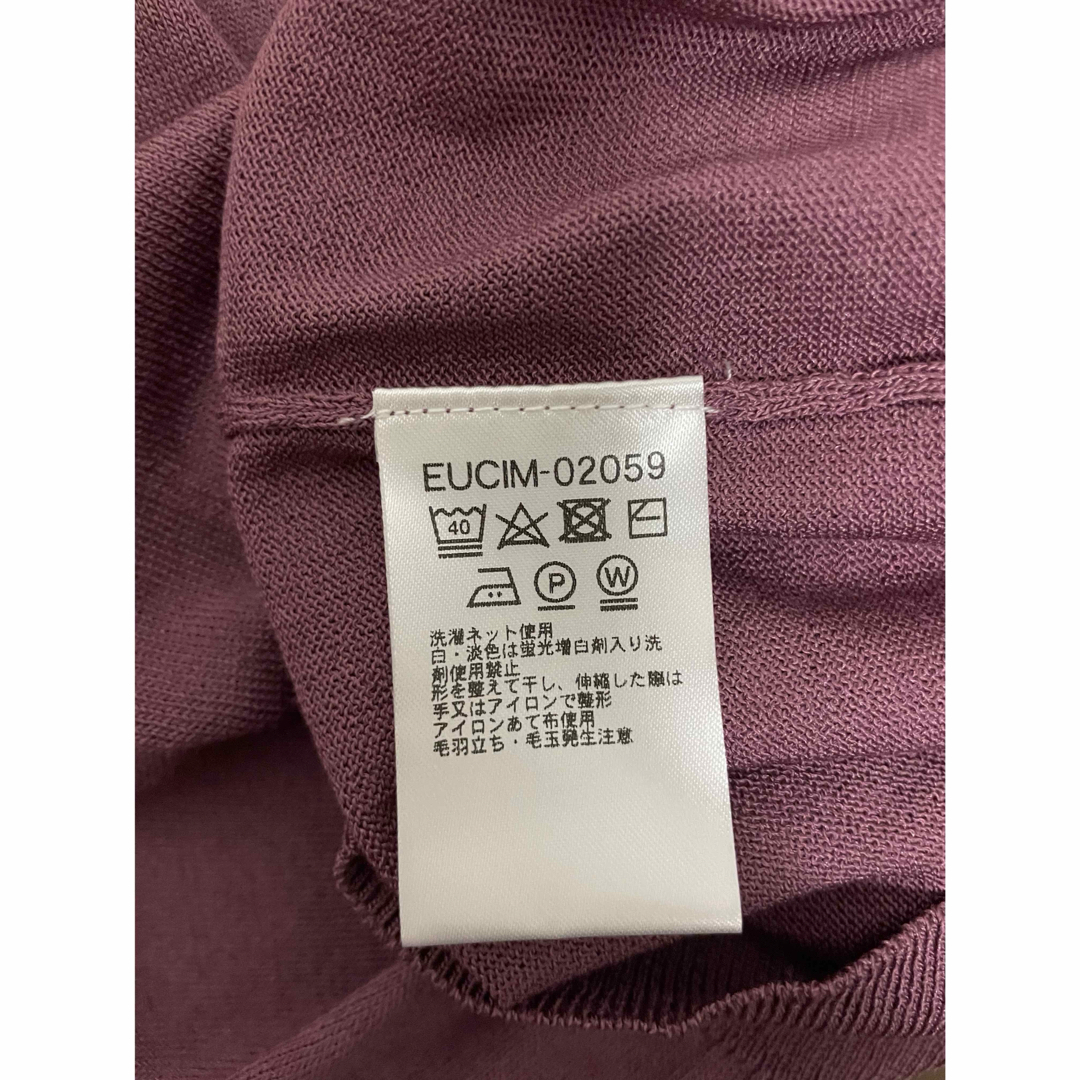 EUCIM-02059
40
P W
洗濯ネット使用
白・淡色は蛍光増白剤入り洗
剤使用禁止
形を整えて干し、伸縮した際は
手又はアイロンで整形
アイロンあて布使用
毛羽立ち・毛玉発生注意